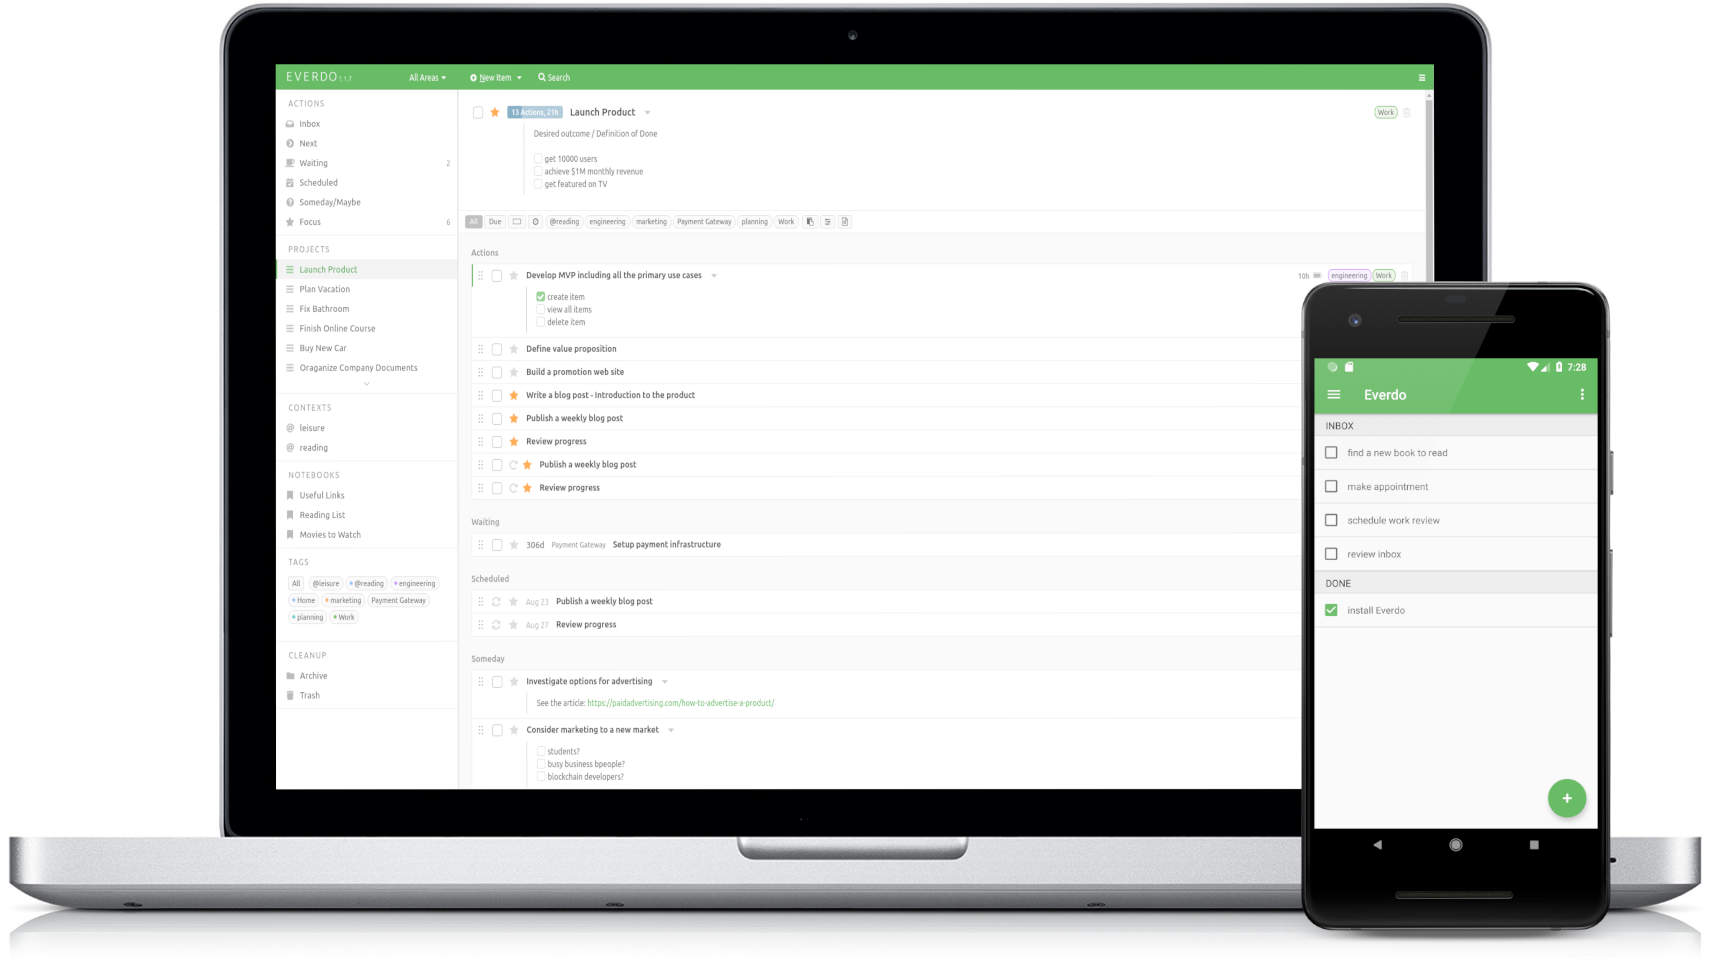 EVERDO 1.1.7 All Areas New Item Search
ACTIONS
Inbox
Next
Waiting 2
Scheduled
Someday/Maybe
Focus 6
PROJECTS
Launch Product
Plan Vacation
Fix Bathroom
Finish Online Course
Buy New Car
Oraganize Company Documents
CONTEXTS
@ leisure
@ reading
NOTEBOOKS
Useful Links
Reading List
Movies to Watch
TAGS
All @leisure @reading engineering
Home marketing Payment Gateway
planning Work
CLEANUP
Archive
Trash
13 Actions, 21h Launch Product Work
Desired outcome / Definition of Done
get 10000 users
achieve $1M monthly revenue
get featured on TV
All Due @reading engineering marketing Payment Gateway planning Work
Actions
Develop MVP including all the primary use cases 10h engineering Work
create item
view all items
delete item
Define value proposition
Build a promotion web site
Write a blog post - Introduction to the product
Publish a weekly blog post
Review progress
Publish a weekly blog post
Review progress
Waiting
306d Payment Gateway Setup payment infrastructure
Scheduled
Aug 23 Publish a weekly blog post
Aug 27 Review progress
Someday
Investigate options for advertising
See the article: https://paidadvertising.com/how-to-advertise-a-product/
Consider marketing to a new market
students?
busy business bpeople?
blockchain developers?
7:28
Everdo
INBOX
find a new book to read
make appointment
schedule work review
review inbox
DONE
install Everdo